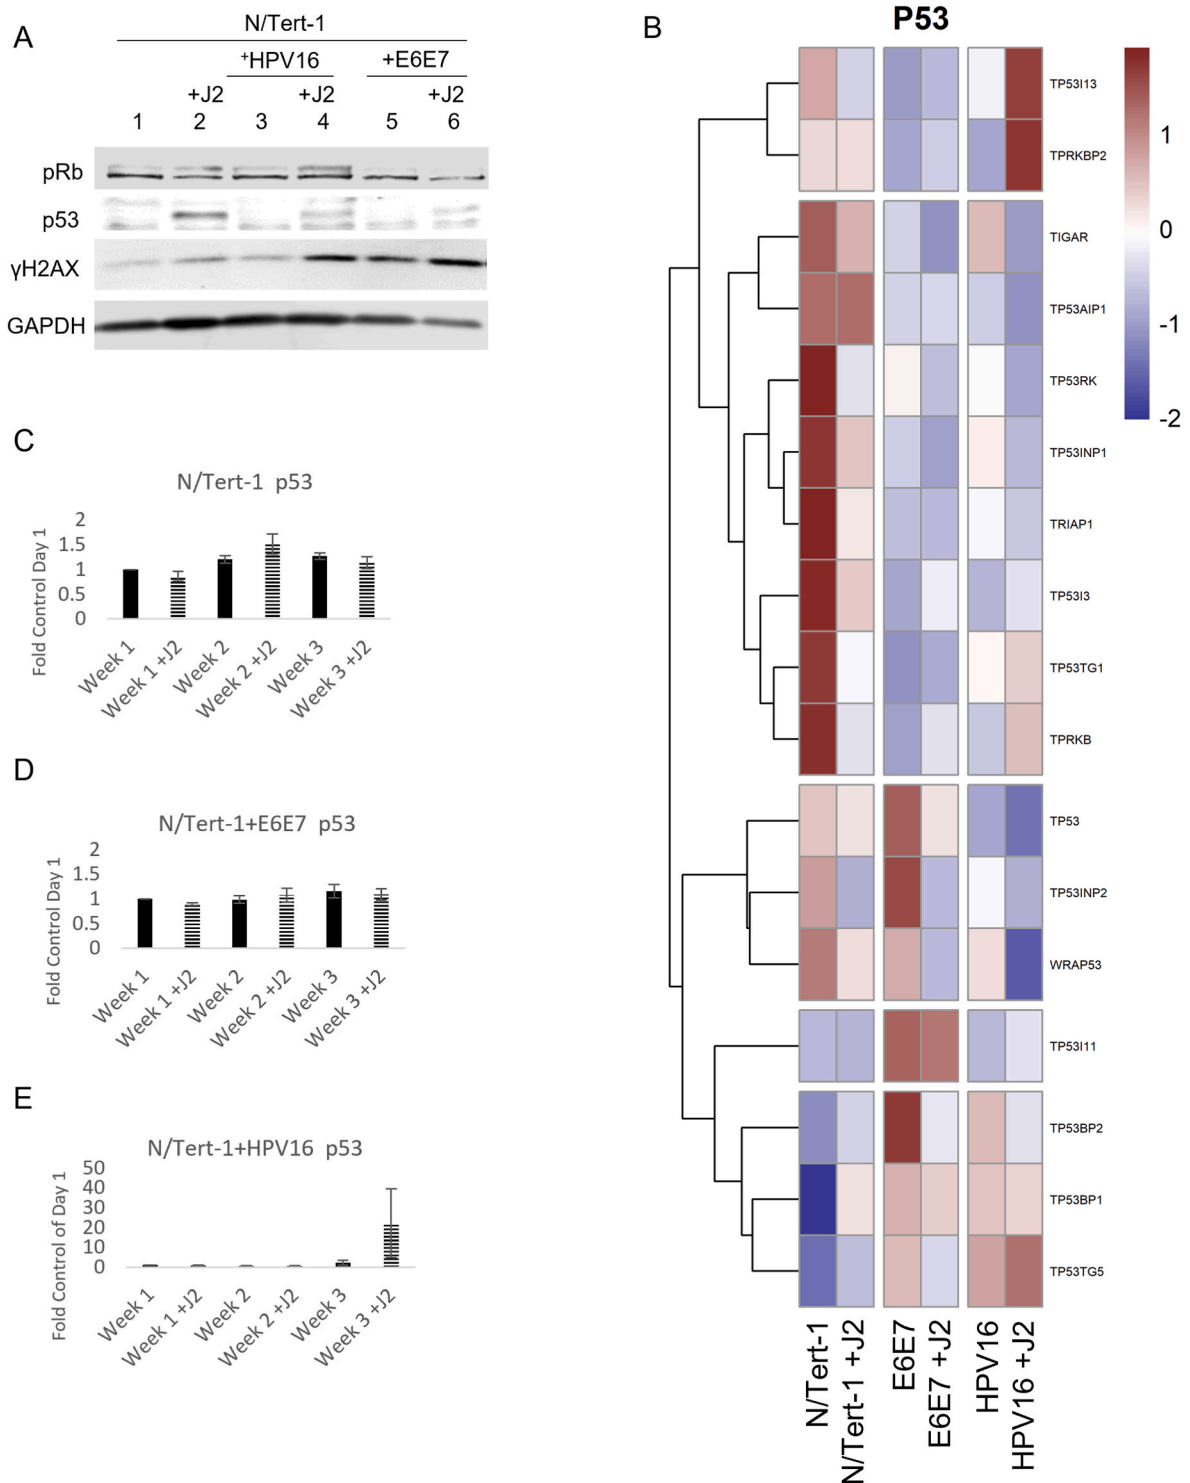 A
N/Tert-1
+HPV16
+E6E7
+J2
+J2
+J2
1 2 3 4 5 6
pRb
p53
γH2AX
GAPDH
B
P53
TP53I13
TPRKBP2
TIGAR
TP53AIP1
TP53RK
TP53INP1
TRIAP1
TP53I3
TP53TG1
TPRKB
TP53
TP53INP2
WRAP53
TP53I11
TP53BP2
TP53BP1
TP53TG5
1
0
-1
-2
N/Tert-1
N/Tert-1 +J2
E6E7
E6E7 +J2
HPV16
HPV16 +J2
C
N/Tert-1 p53
Fold Control Day 1
2
1.5
1
0.5
0
Week 1
Week 1 +J2
Week 2
Week 2 +J2
Week 3
Week 3 +J2
D
N/Tert-1+E6E7 p53
Fold Control Day 1
2
1.5
1
0.5
0
Week 1
Week 1 +J2
Week 2
Week 2 +J2
Week 3
Week 3 +J2
E
N/Tert-1+HPV16 p53
Fold Control of Day 1
50
40
30
20
10
0
Week 1
Week 1 +J2
Week 2
Week 2 +J2
Week 3
Week 3 +J2